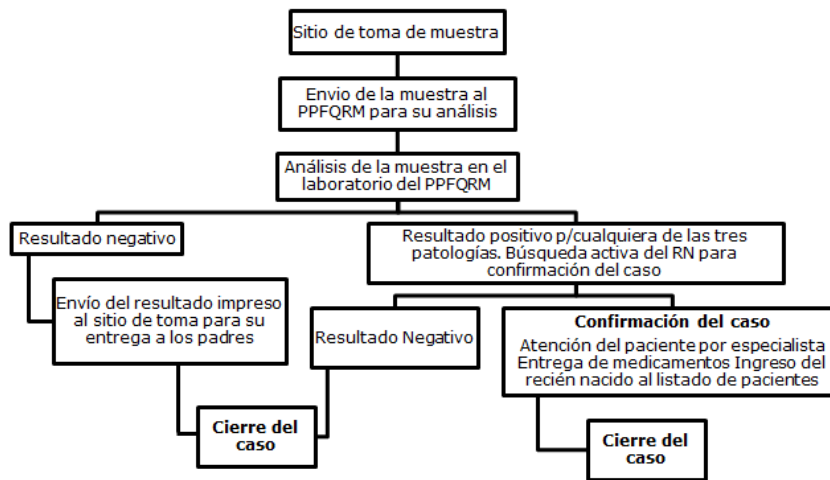 Sitio de toma de muestra
Envio de la muestra al
PPFQRM para su análisis
Análisis de la muestra en el
laboratorio del PPFQRM
Resultado negativo
Resultado positivo p/cualquiera de las tres
patologías. Búsqueda activa del RN para
confirmación del caso
Envío del resultado impreso
al sitio de toma para su
entrega a los padres
Resultado Negativo
Confirmación del caso
Atención del paciente por especialista
Entrega de medicamentos Ingreso del
recién nacido al listado de pacientes
Cierre del
caso
Cierre del
caso